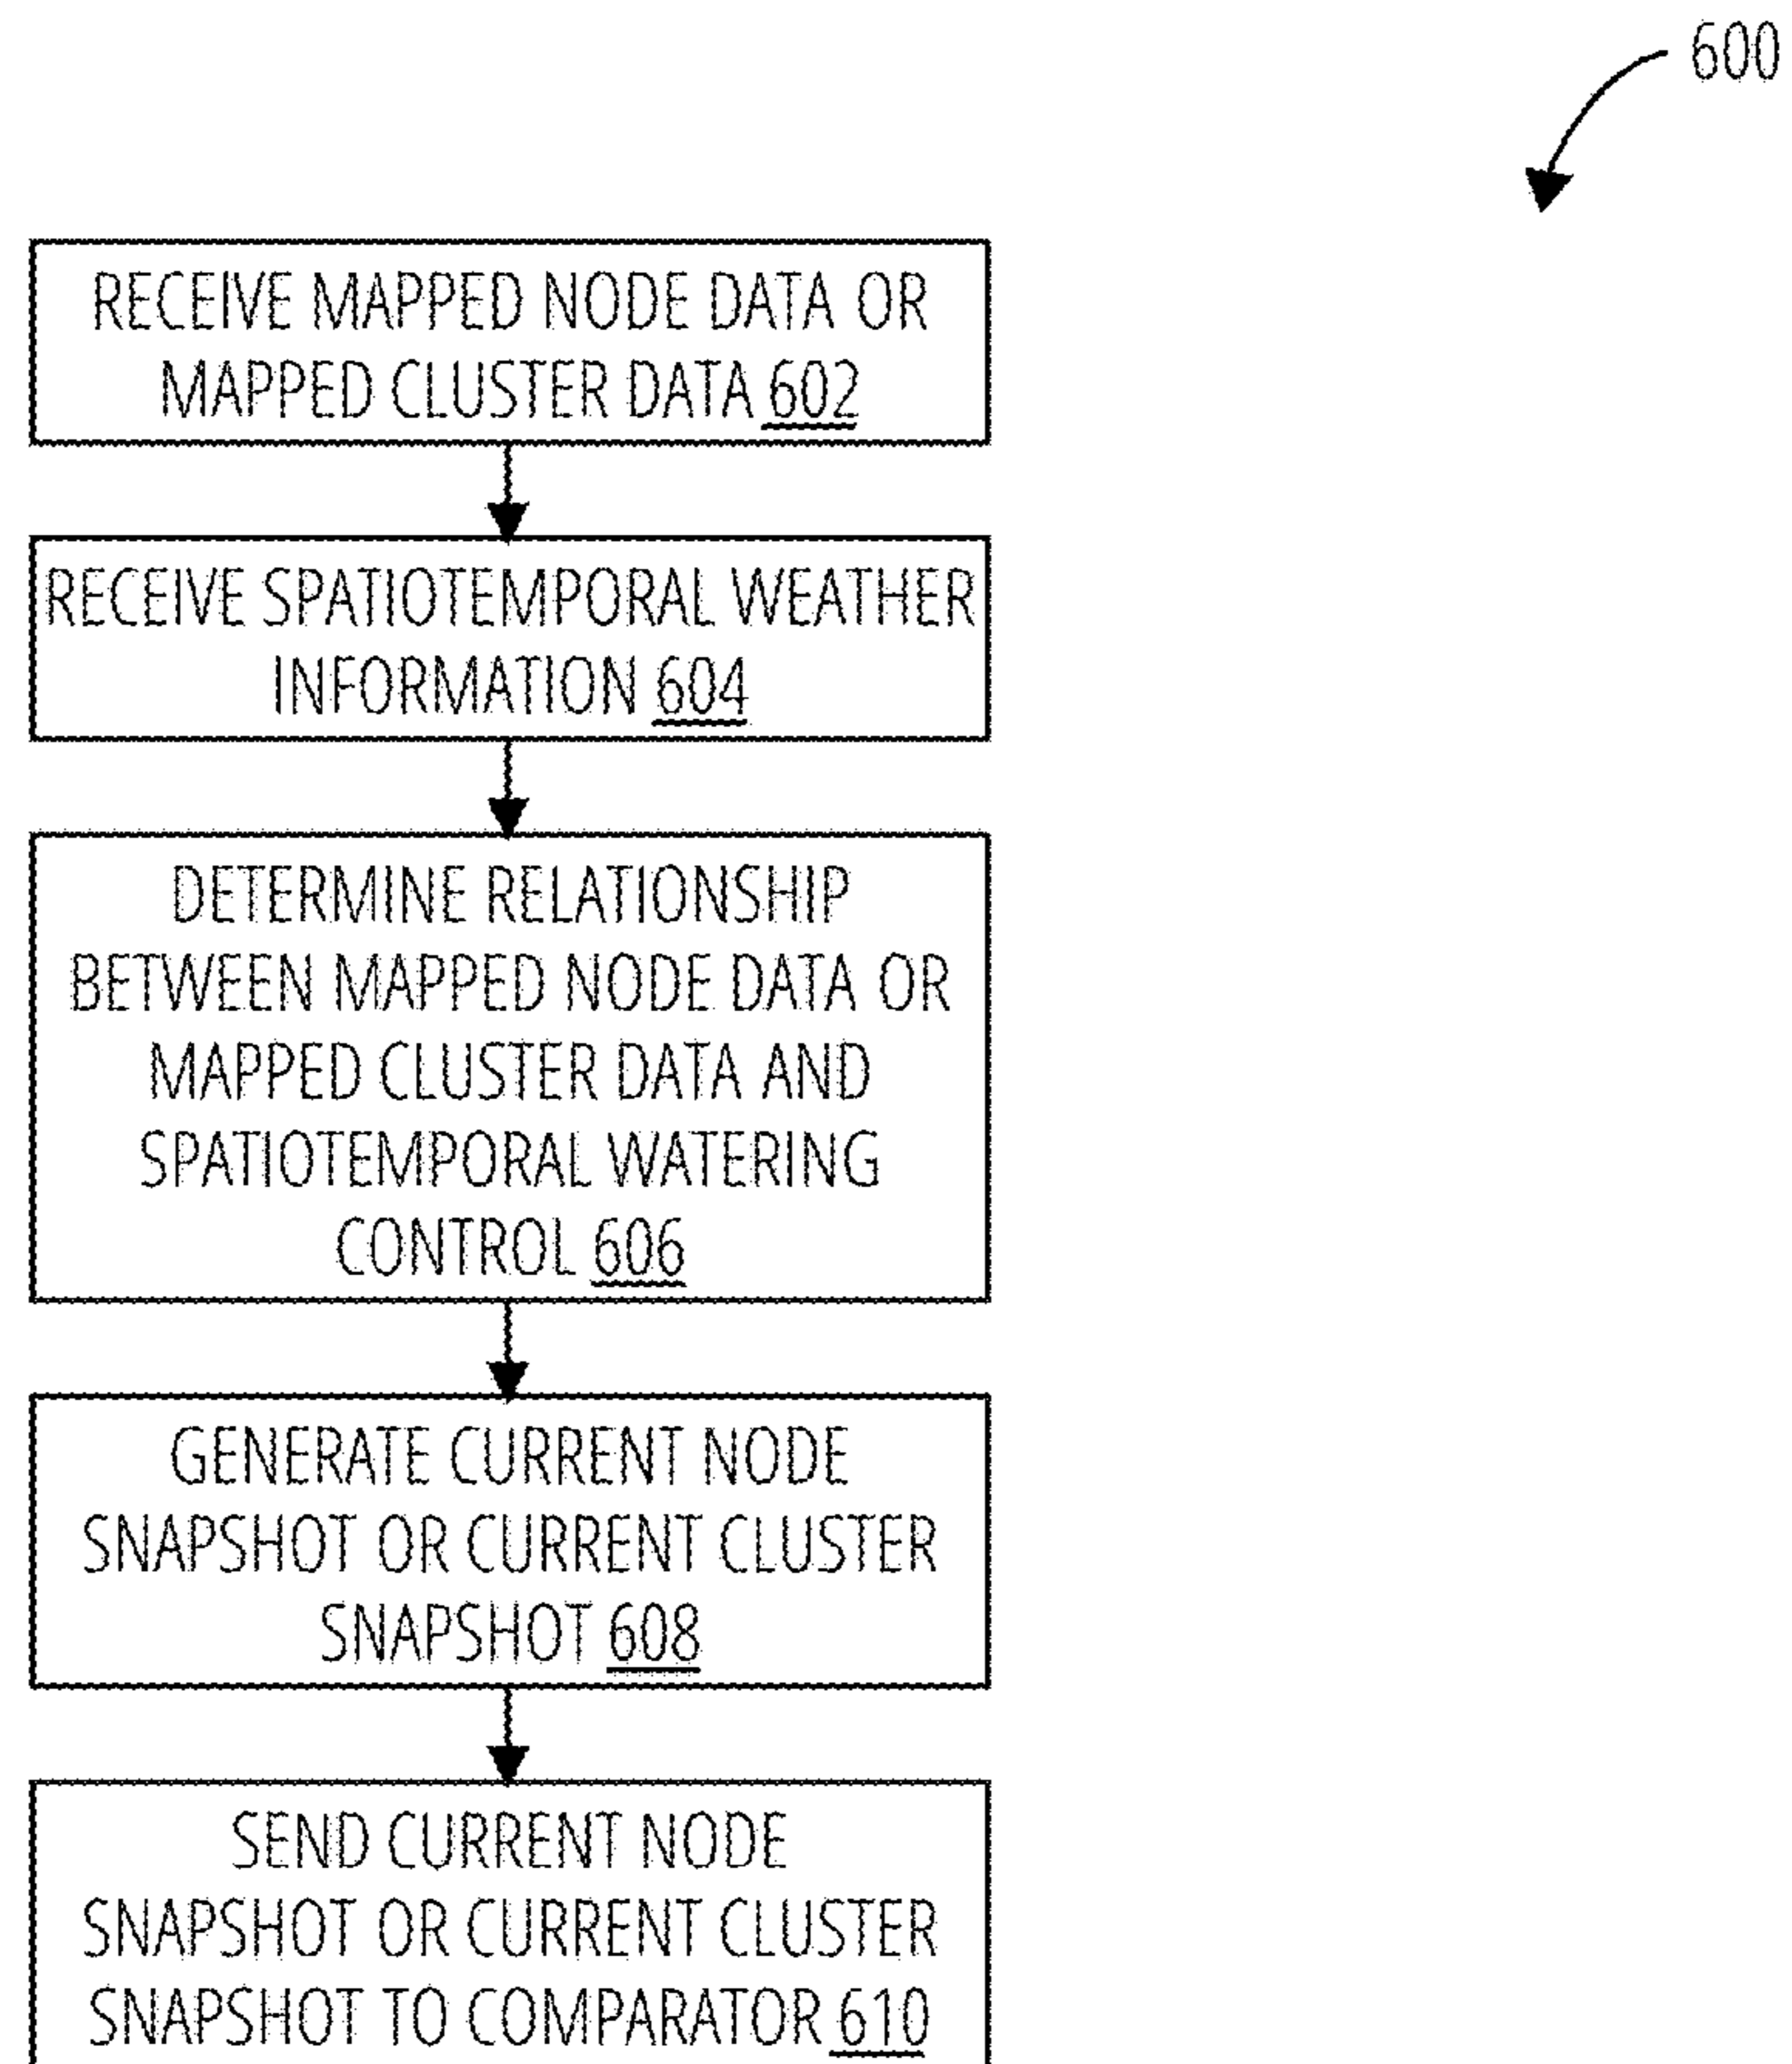 600
RECEIVE MAPPED NODE DATA OR
MAPPED CLUSTER DATA 602
RECEIVE SPATIOTEMPORAL WEATHER
INFORMATION 604
DETERMINE RELATIONSHIP
BETWEEN MAPPED NODE DATA OR
MAPPED CLUSTER DATA AND
SPATIOTEMPORAL WATERING
CONTROL 606
GENERATE CURRENT NODE
SNAPSHOT OR CURRENT CLUSTER
SNAPSHOT 608
SEND CURRENT NODE
SNAPSHOT OR CURRENT CLUSTER
SNAPSHOT TO COMPARATOR 610